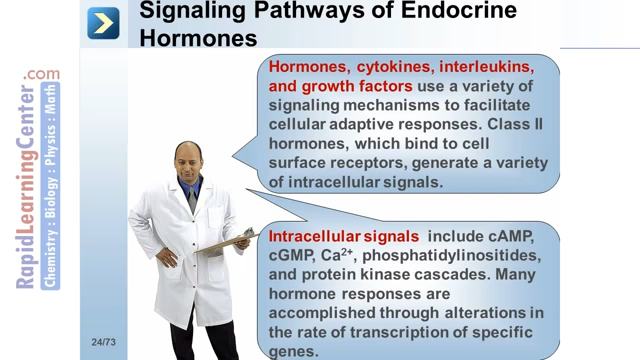 Signaling Pathways of Endocrine
Hormones
RapidLearningCenter.com
Chemistry : Biology : Physics : Math
Hormones, cytokines, interleukins,
and growth factors use a variety of
signaling mechanisms to facilitate
cellular adaptive responses. Class II
hormones, which bind to cell
surface receptors, generate a variety
of intracellular signals.
Intracellular signals include cAMP,
cGMP, Ca²⁺, phosphatidylinositides,
and protein kinase cascades. Many
hormone responses are
accomplished through alterations in
the rate of transcription of specific
genes.
24/73